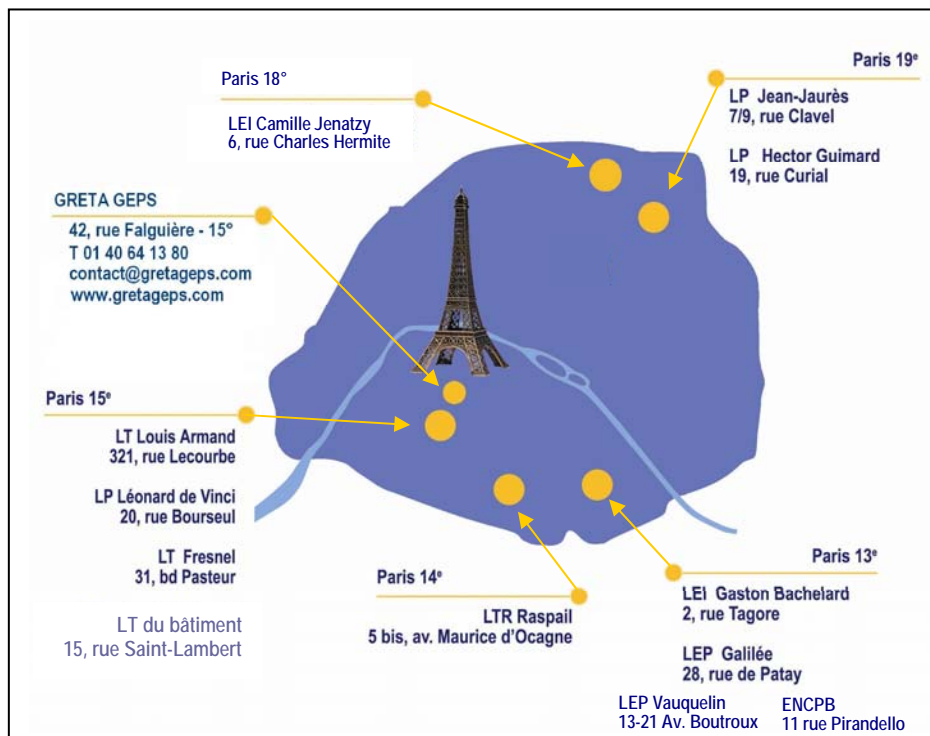 Paris 18°
LEI Camille Jenatzy
6, rue Charles Hermite
Paris 19e
LP Jean-Jaurès
7/9, rue Clavel
LP Hector Guimard
19, rue Curial
GRETA GEPS
42, rue Falguière - 15°
T 01 40 64 13 80
contact@gretageps.com
www.gretageps.com
Paris 15e
LT Louis Armand
321, rue Lecourbe
LP Léonard de Vinci
20, rue Bourseul
LT Fresnel
31, bd Pasteur
LT du bâtiment
15, rue Saint-Lambert
Paris 14e
LTR Raspail
5 bis, av. Maurice d'Ocagne
Paris 13e
LEI Gaston Bachelard
2, rue Tagore
LEP Galilée
28, rue de Patay
LEP Vauquelin
13-21 Av. Boutroux
ENCPB
11 rue Pirandello